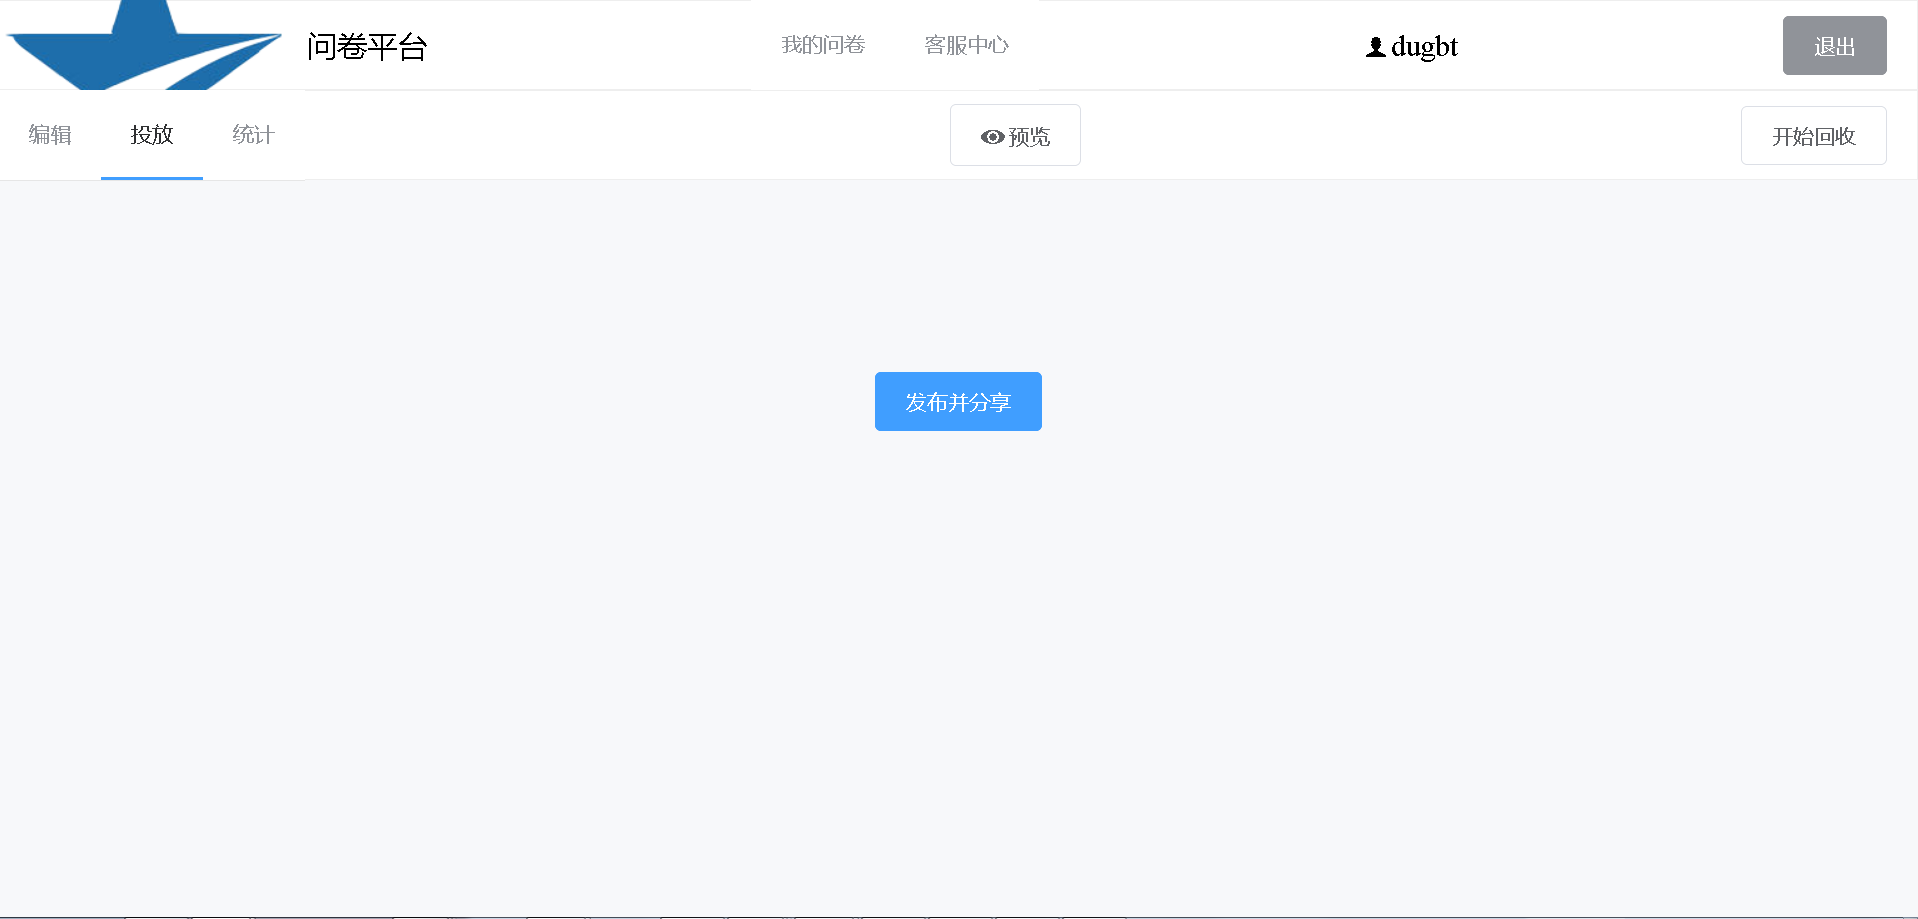 问卷平台
我的问卷
客服中心
dugbt
退出
编辑
投放
统计
预览
开始回收
发布并分享